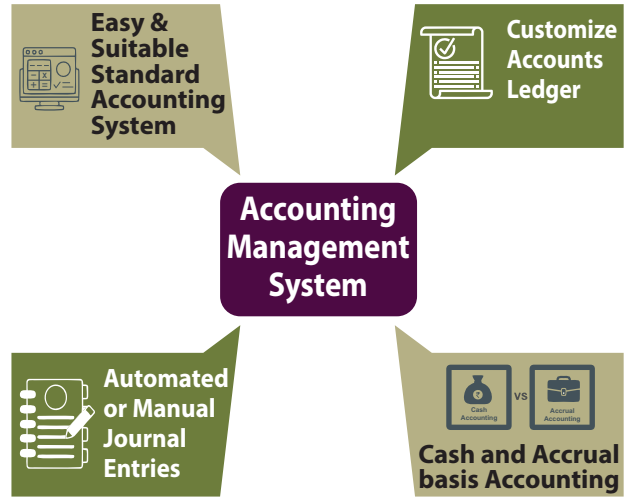 Easy &
Suitable
Standard
Accounting
System
Customize
Accounts
Ledger
Accounting
Management
System
Automated
or Manual
Journal
Entries
₹
Cash
Accounting
VS
Accrual
Accounting
Cash and Accrual
basis Accounting